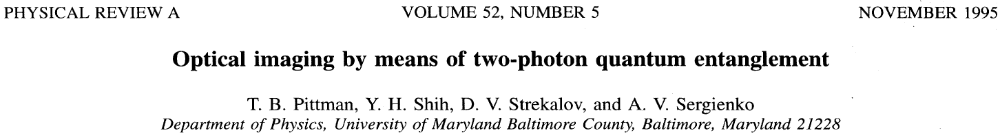 PHYSICAL REVIEW A VOLUME 52, NUMBER 5 NOVEMBER 1995
Optical imaging by means of two-photon quantum entanglement
T. B. Pittman, Y. H. Shih, D. V. Strekalov, and A. V. Sergienko
Department of Physics, University of Maryland Baltimore County, Baltimore, Maryland 21228